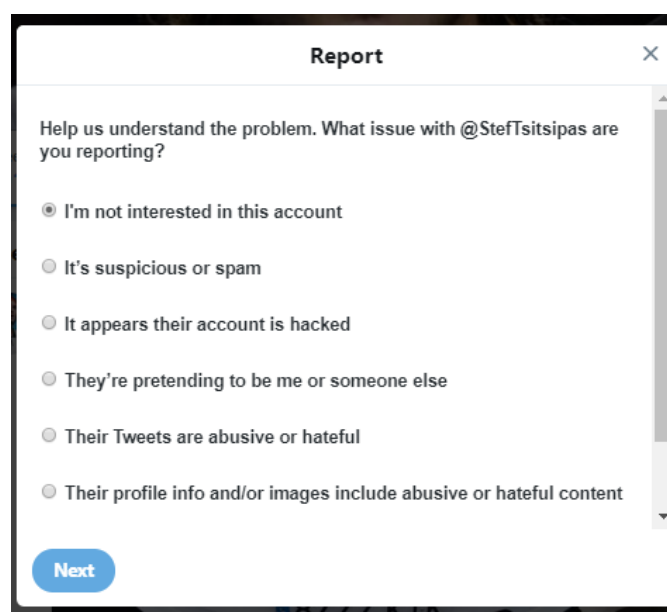 Report
Help us understand the problem. What issue with @StefTsitsipas are
you reporting?
I'm not interested in this account
It's suspicious or spam
It appears their account is hacked
They're pretending to be me or someone else
Their Tweets are abusive or hateful
Their profile info and/or images include abusive or hateful content
Next